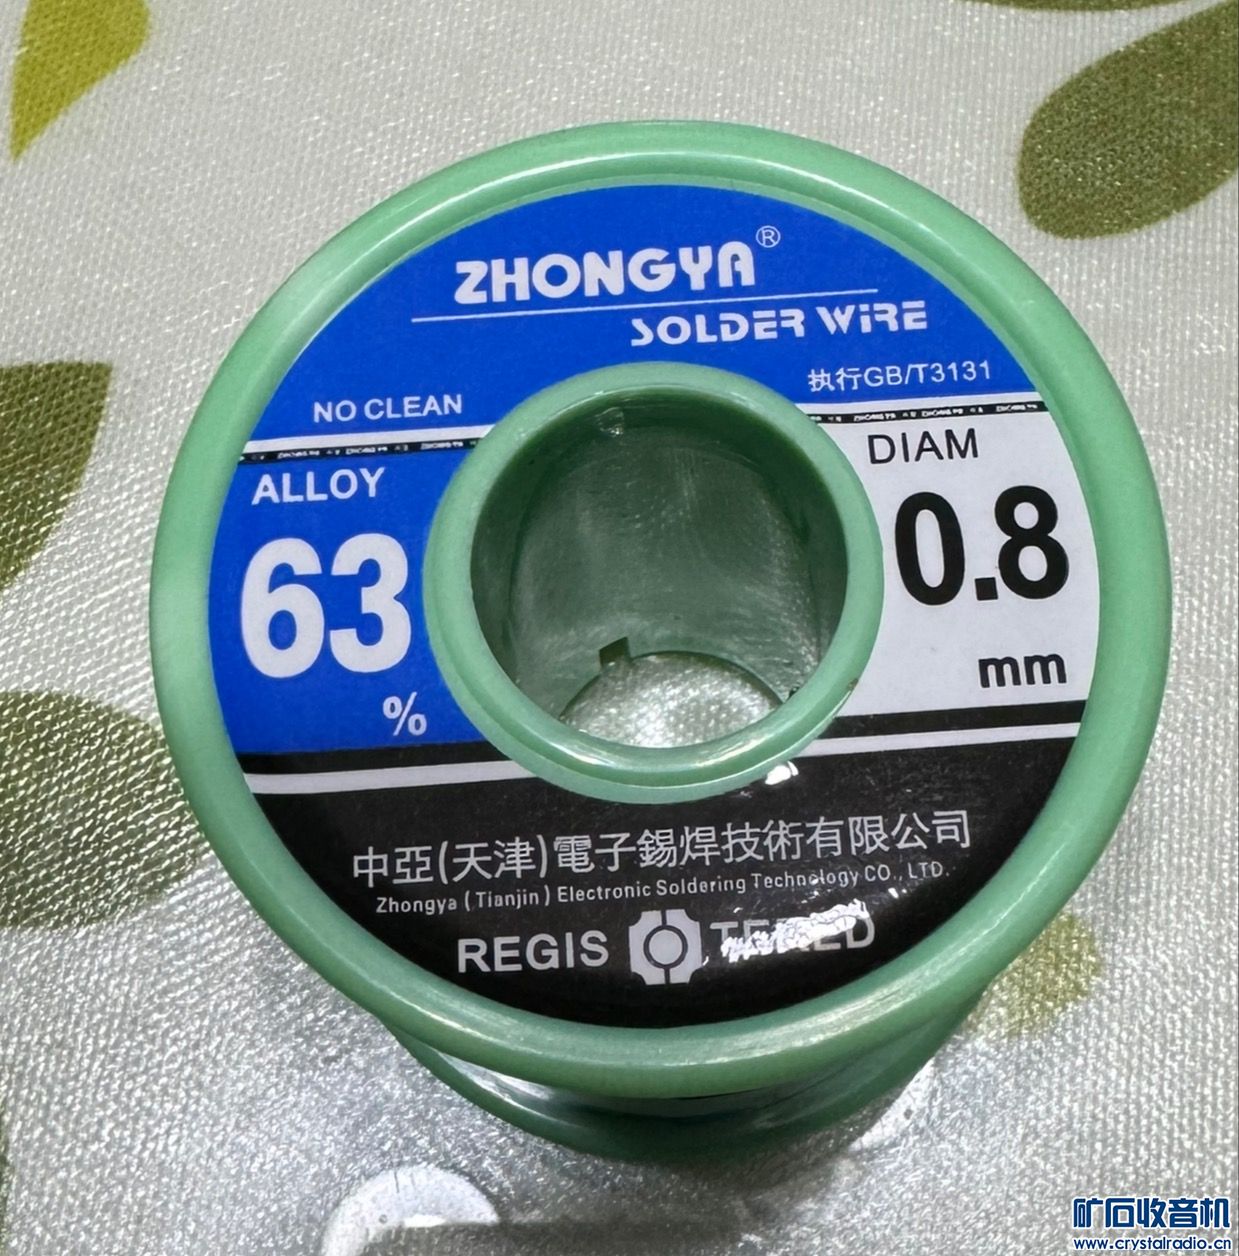 ZHONGYA®
SOLDER WIRE
执行GB/T3131
NO CLEAN
ALLOY
63
%
DIAM
0.8
mm
中亞(天津)電子錫焊技術有限公司
Zhongya (Tianjin) Electronic Soldering Technology CO., LTD.
REGIS TERED
矿石收音机
www.crystalradio.cn